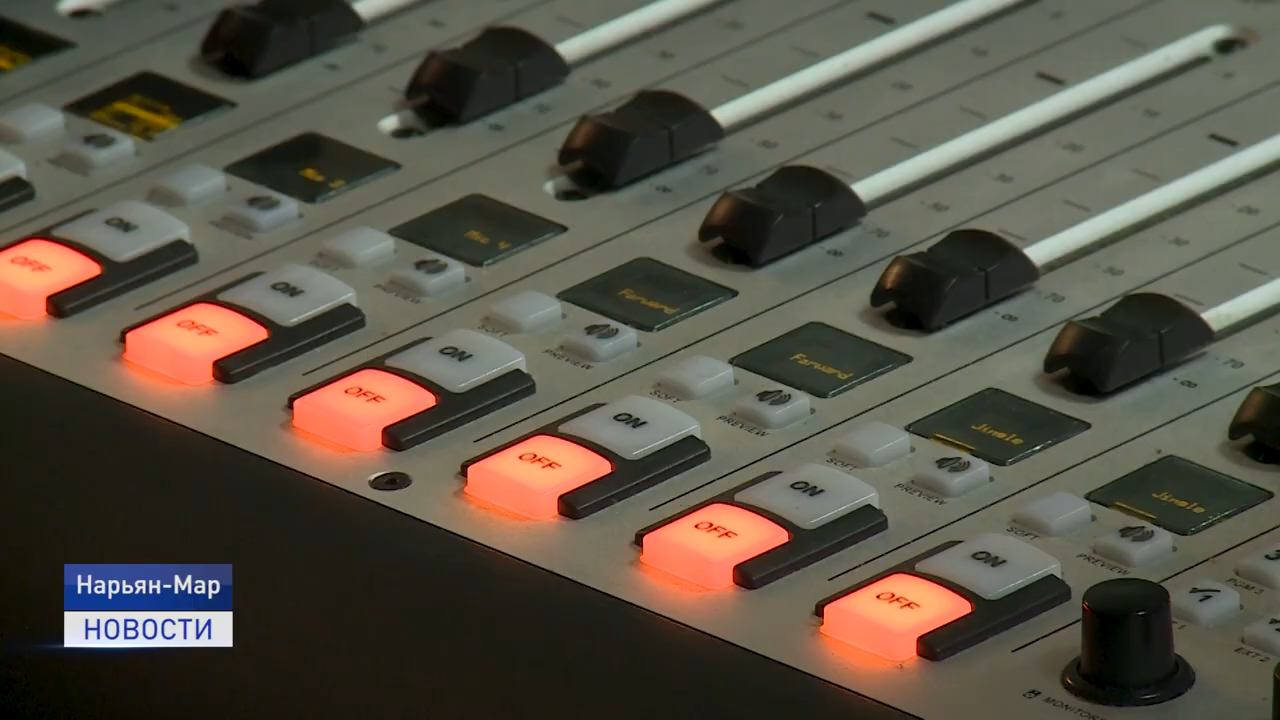 ON
OFF
ON
OFF
PREVIEW
Forward
SOFT
PREVIEW
ON
OFF
Forward
SOFT
PREVIEW
ON
OFF
Jingle
SOFT
PREVIEW
ON
OFF
Jingle
SOFT
PREVIEW
ON
OFF
Нарьян-Мар
НОВОСТИ